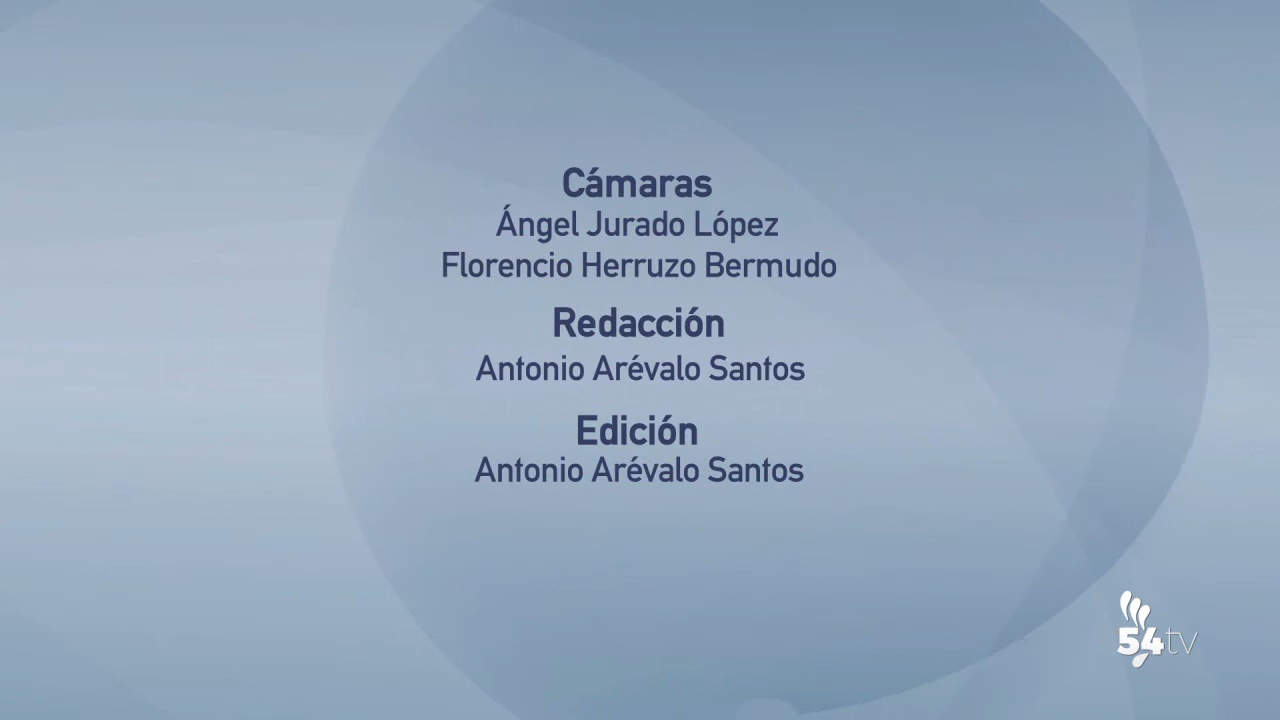 Cámaras
Ángel Jurado López
Florencio Herruzo Bermudo
Redacción
Antonio Arévalo Santos
Edición
Antonio Arévalo Santos
54tv